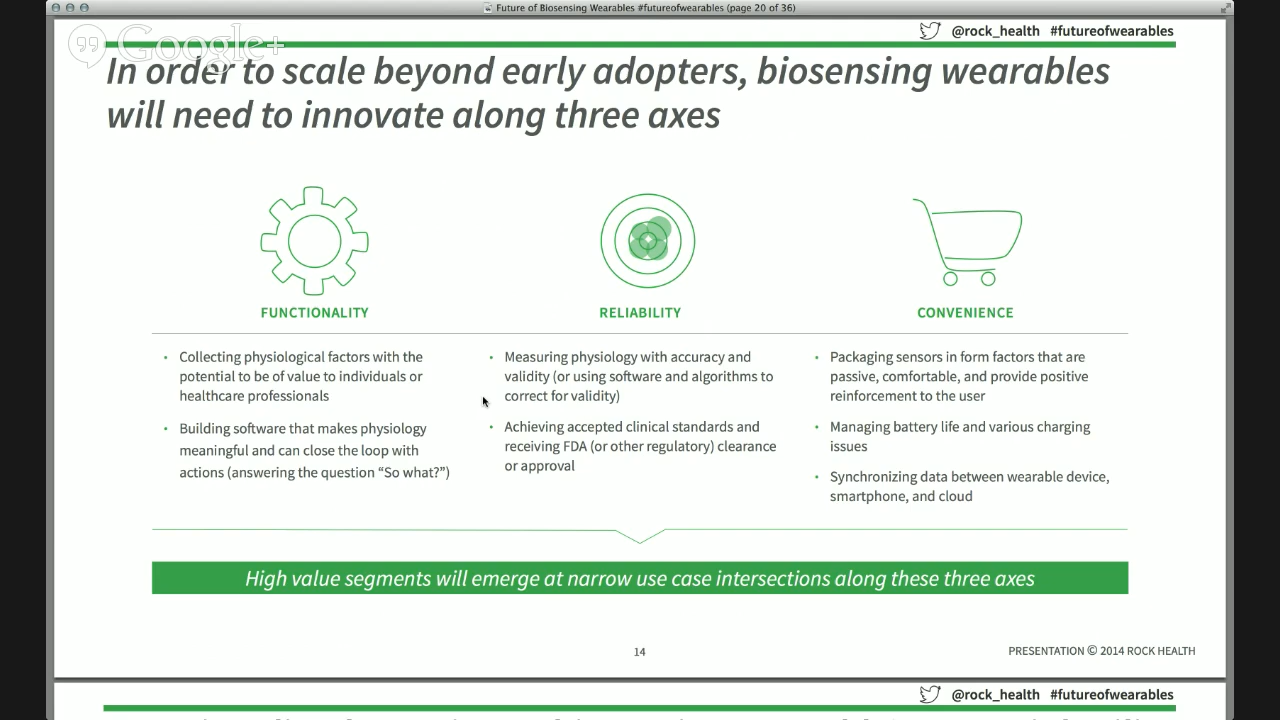 Future of Biosensing Wearables #futureofwearables (page 20 of 36)
@rock_health #futureofwearables
Google+
In order to scale beyond early adopters, biosensing wearables
will need to innovate along three axes
FUNCTIONALITY
Collecting physiological factors with the
potential to be of value to individuals or
healthcare professionals
Building software that makes physiology
meaningful and can close the loop with
actions (answering the question “So what?”)
RELIABILITY
Measuring physiology with accuracy and
validity (or using software and algorithms to
correct for validity)
Achieving accepted clinical standards and
receiving FDA (or other regulatory) clearance
or approval
CONVENIENCE
Packaging sensors in form factors that are
passive, comfortable, and provide positive
reinforcement to the user
Managing battery life and various charging
issues
Synchronizing data between wearable device,
smartphone, and cloud
High value segments will emerge at narrow use case intersections along these three axes
14
PRESENTATION © 2014 ROCK HEALTH
@rock_health #futureofwearables